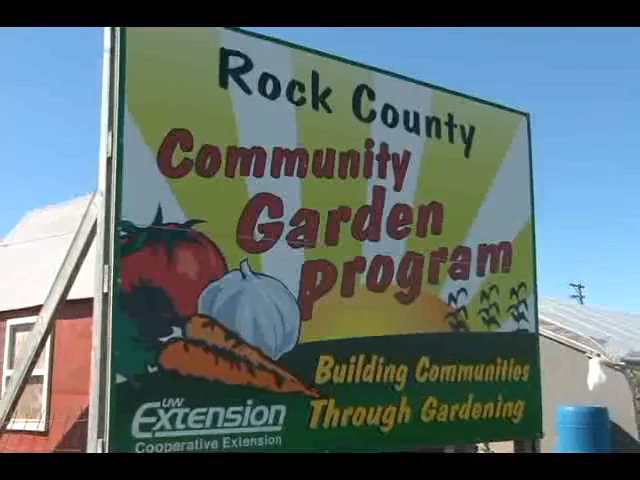 Rock County
Community
Garden
Program
Building Communities
Through Gardening
UW
Extension
Cooperative Extension